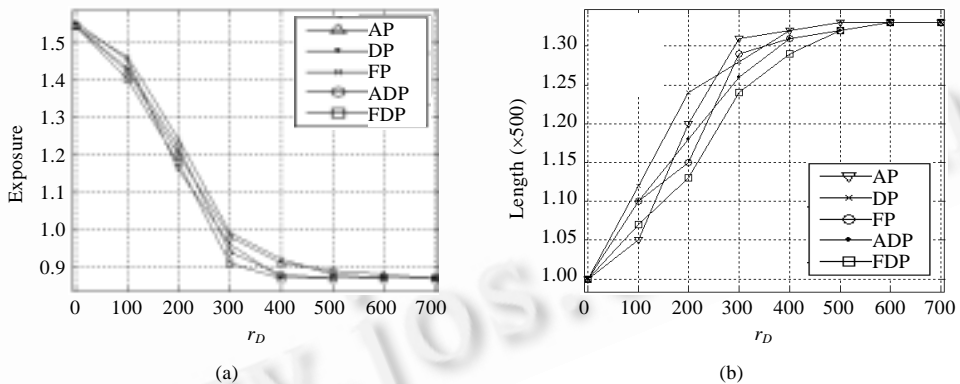 1.5
1.4
1.3
1.2
1.1
1.0
0.9
Exposure
0 100 200 300 400 500 600 700
r_D
AP
DP
FP
ADP
FDP
(a)
1.30
1.25
1.20
1.15
1.10
1.05
1.00
Length (×500)
0 100 200 300 400 500 600 700
r_D
AP
DP
FP
ADP
FDP
(b)